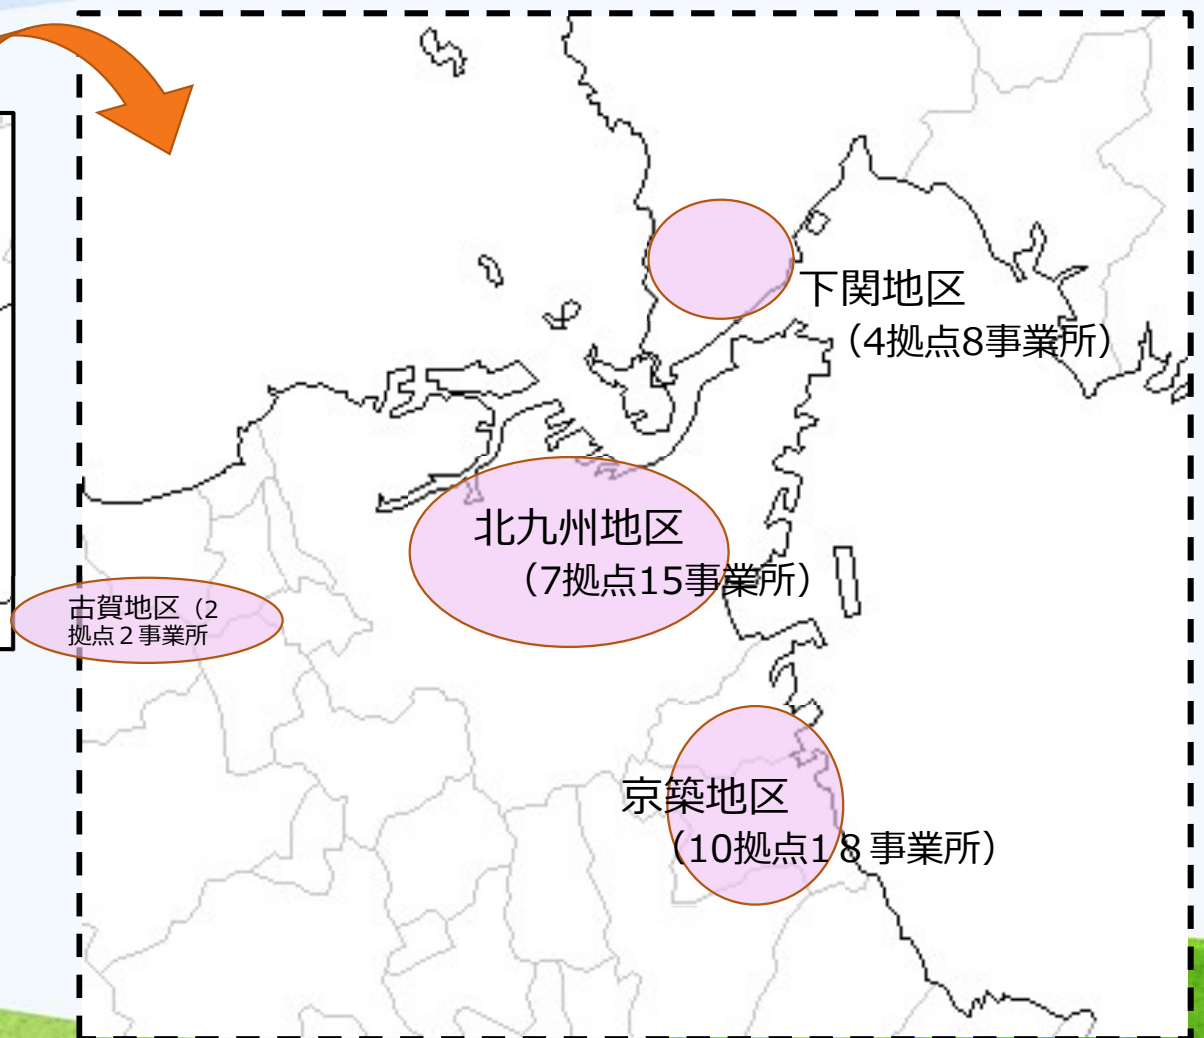 下関地区
（4拠点8事業所）
北九州地区
（7拠点15事業所）
古賀地区（2
拠点２事業所
京築地区
（10拠点1８事業所）